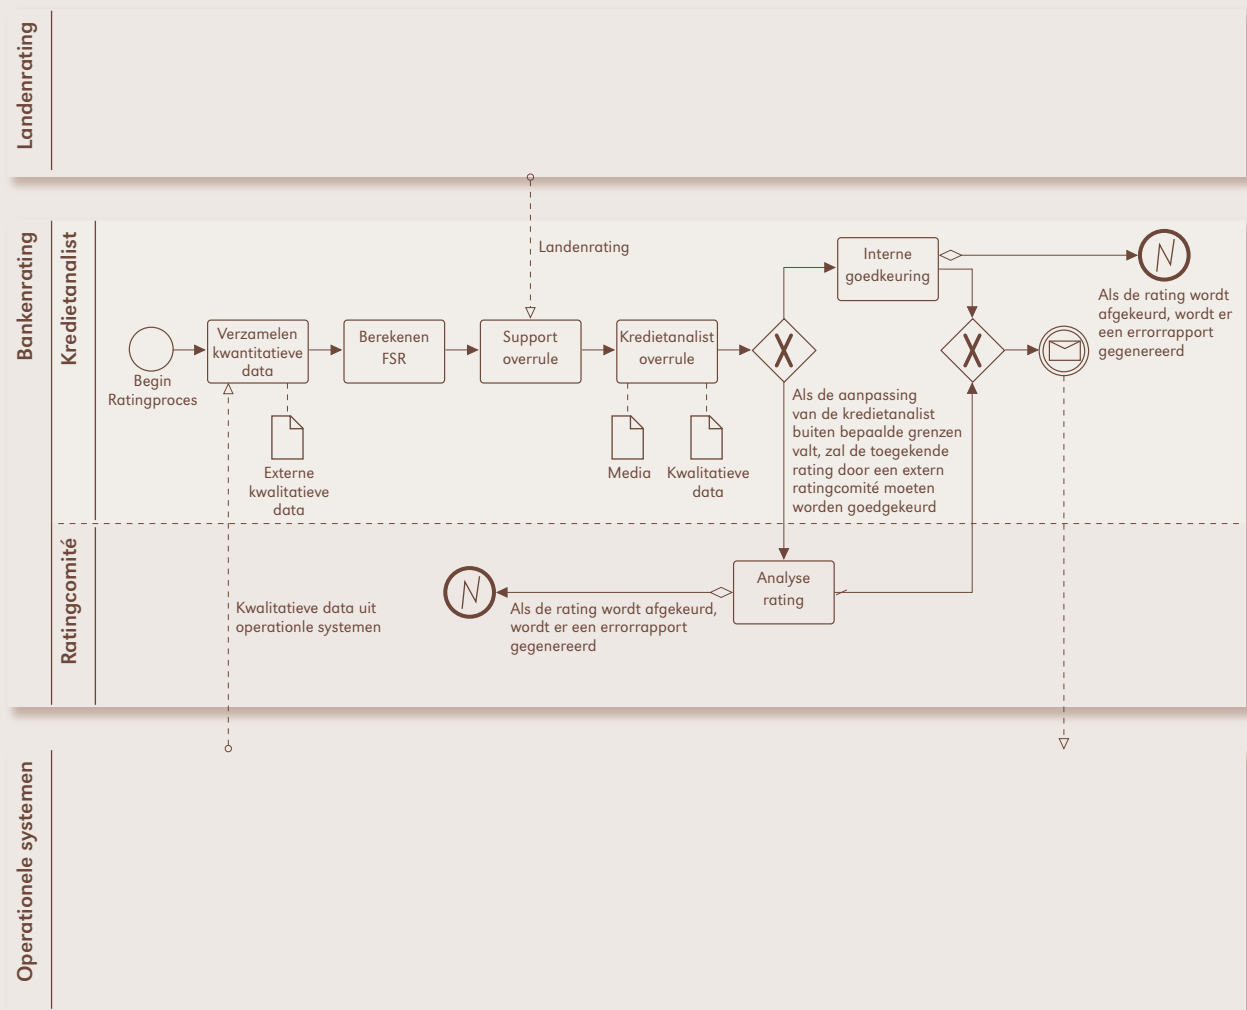 Landenrating
Bankenrating
Kredietanalist
Landenrating
Interne
goedkeuring
Als de rating wordt
afgekeurd, wordt er
een errorrapport
gegenereerd
Begin
Ratingproces
Verzamelen
kwantitatieve
data
Berekenen
FSR
Support
overrule
Kredietanalist
overrule
Externe
kwalitatieve
data
Media
Kwalitatieve
data
Als de aanpassing
van de kredietanalist
buiten bepaalde grenzen
valt, zal de toegekende
rating door een extern
ratingcomité moeten
worden goedgekeurd
Ratingcomité
Kwalitatieve data uit
operationle systemen
Als de rating wordt afgekeurd,
wordt er een errorrapport
gegenereerd
Analyse
rating
Operationele systemen